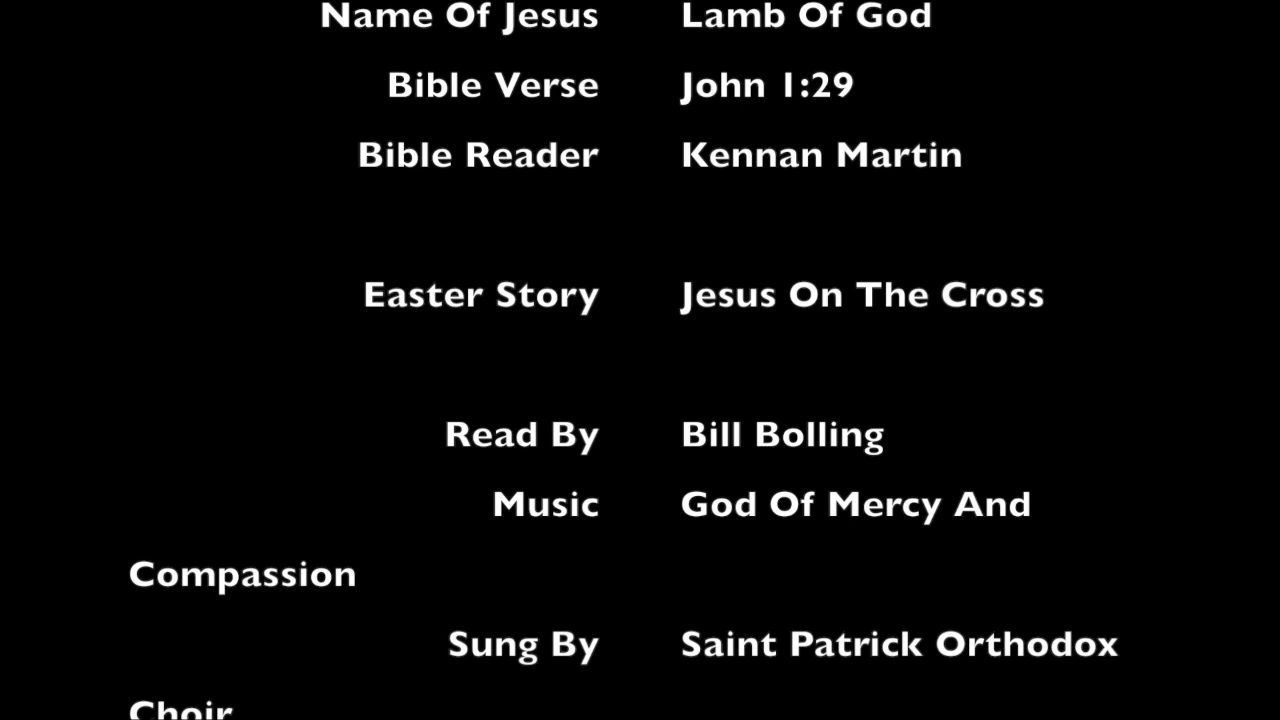 Name Of Jesus Lamb Of God
Bible Verse John 1:29
Bible Reader Kennan Martin
Easter Story Jesus On The Cross
Read By Bill Bolling
Music God Of Mercy And
Compassion
Sung By Saint Patrick Orthodox
Choir